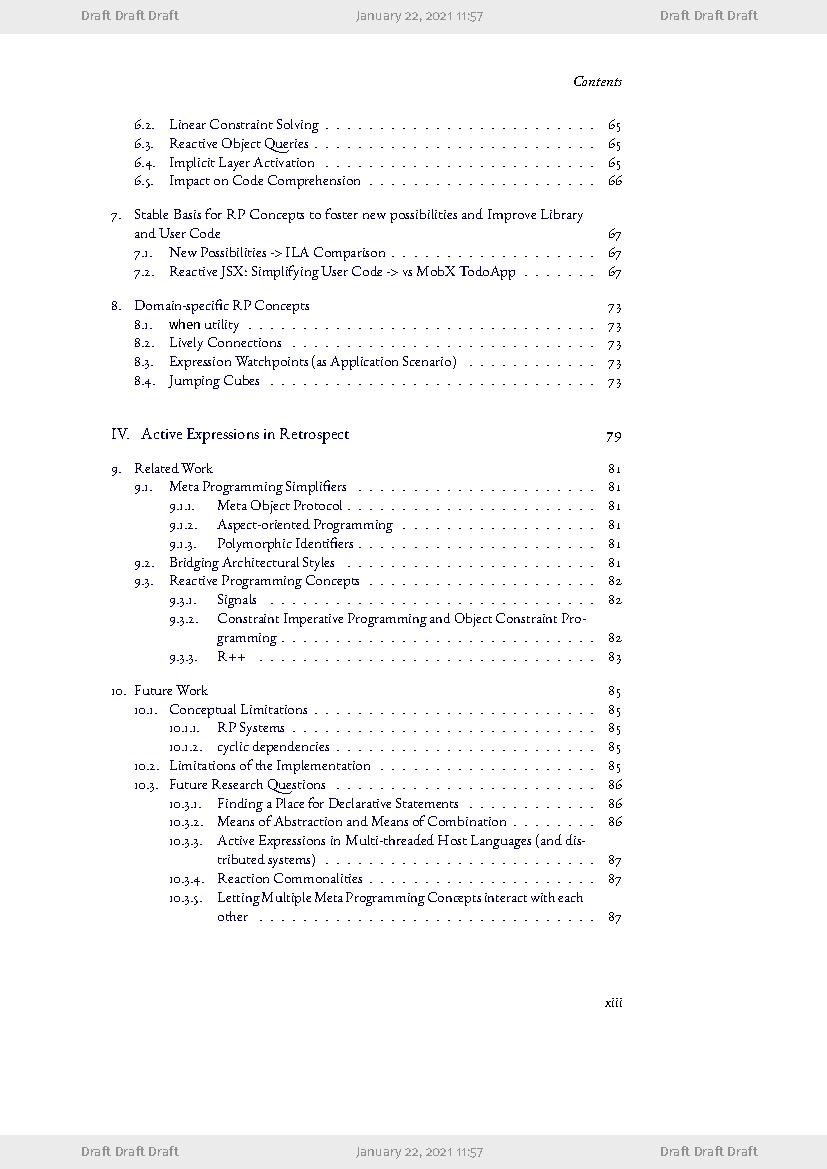 Draft Draft Draft January 22, 2021 11:57 Draft Draft Draft
Contents
6.2. Linear Constraint Solving . . . . . . . . . . . . . . . . . . . . . . . . . 65
6.3. Reactive Object Queries . . . . . . . . . . . . . . . . . . . . . . . . . . 65
6.4. Implicit Layer Activation . . . . . . . . . . . . . . . . . . . . . . . . . 65
6.5. Impact on Code Comprehension . . . . . . . . . . . . . . . . . . . . . 66
7. Stable Basis for RP Concepts to foster new possibilities and Improve Library
and User Code 67
7.1. New Possibilities -> ILA Comparison . . . . . . . . . . . . . . . . . . . 67
7.2. Reactive JSX: Simplifying User Code -> vs MobX TodoApp . . . . . . . 67
8. Domain-specific RP Concepts 73
8.1. when utility . . . . . . . . . . . . . . . . . . . . . . . . . . . . . . . . 73
8.2. Lively Connections . . . . . . . . . . . . . . . . . . . . . . . . . . . . 73
8.3. Expression Watchpoints (as Application Scenario) . . . . . . . . . . . . 73
8.4. Jumping Cubes . . . . . . . . . . . . . . . . . . . . . . . . . . . . . . 73
IV. Active Expressions in Retrospect 79
9. Related Work 81
9.1. Meta Programming Simplifiers . . . . . . . . . . . . . . . . . . . . . . 81
9.1.1. Meta Object Protocol . . . . . . . . . . . . . . . . . . . . . . . 81
9.1.2. Aspect-oriented Programming . . . . . . . . . . . . . . . . . . 81
9.1.3. Polymorphic Identifiers . . . . . . . . . . . . . . . . . . . . . . 81
9.2. Bridging Architectural Styles . . . . . . . . . . . . . . . . . . . . . . . 81
9.3. Reactive Programming Concepts . . . . . . . . . . . . . . . . . . . . . 82
9.3.1. Signals . . . . . . . . . . . . . . . . . . . . . . . . . . . . . . 82
9.3.2. Constraint Imperative Programming and Object Constraint Pro-
gramming . . . . . . . . . . . . . . . . . . . . . . . . . . . . . 82
9.3.3. R++ . . . . . . . . . . . . . . . . . . . . . . . . . . . . . . . 83
10. Future Work 85
10.1. Conceptual Limitations . . . . . . . . . . . . . . . . . . . . . . . . . . 85
10.1.1. RP Systems . . . . . . . . . . . . . . . . . . . . . . . . . . . . 85
10.1.2. cyclic dependencies . . . . . . . . . . . . . . . . . . . . . . . . 85
10.2. Limitations of the Implementation . . . . . . . . . . . . . . . . . . . . 85
10.3. Future Research Questions . . . . . . . . . . . . . . . . . . . . . . . . 86
10.3.1. Finding a Place for Declarative Statements . . . . . . . . . . . . 86
10.3.2. Means of Abstraction and Means of Combination . . . . . . . . 86
10.3.3. Active Expressions in Multi-threaded Host Languages (and dis-
tributed systems) . . . . . . . . . . . . . . . . . . . . . . . . . 87
10.3.4. Reaction Commonalities . . . . . . . . . . . . . . . . . . . . . 87
10.3.5. Letting Multiple Meta Programming Concepts interact with each
other . . . . . . . . . . . . . . . . . . . . . . . . . . . . . . . 87
xiii
Draft Draft Draft January 22, 2021 11:57 Draft Draft Draft